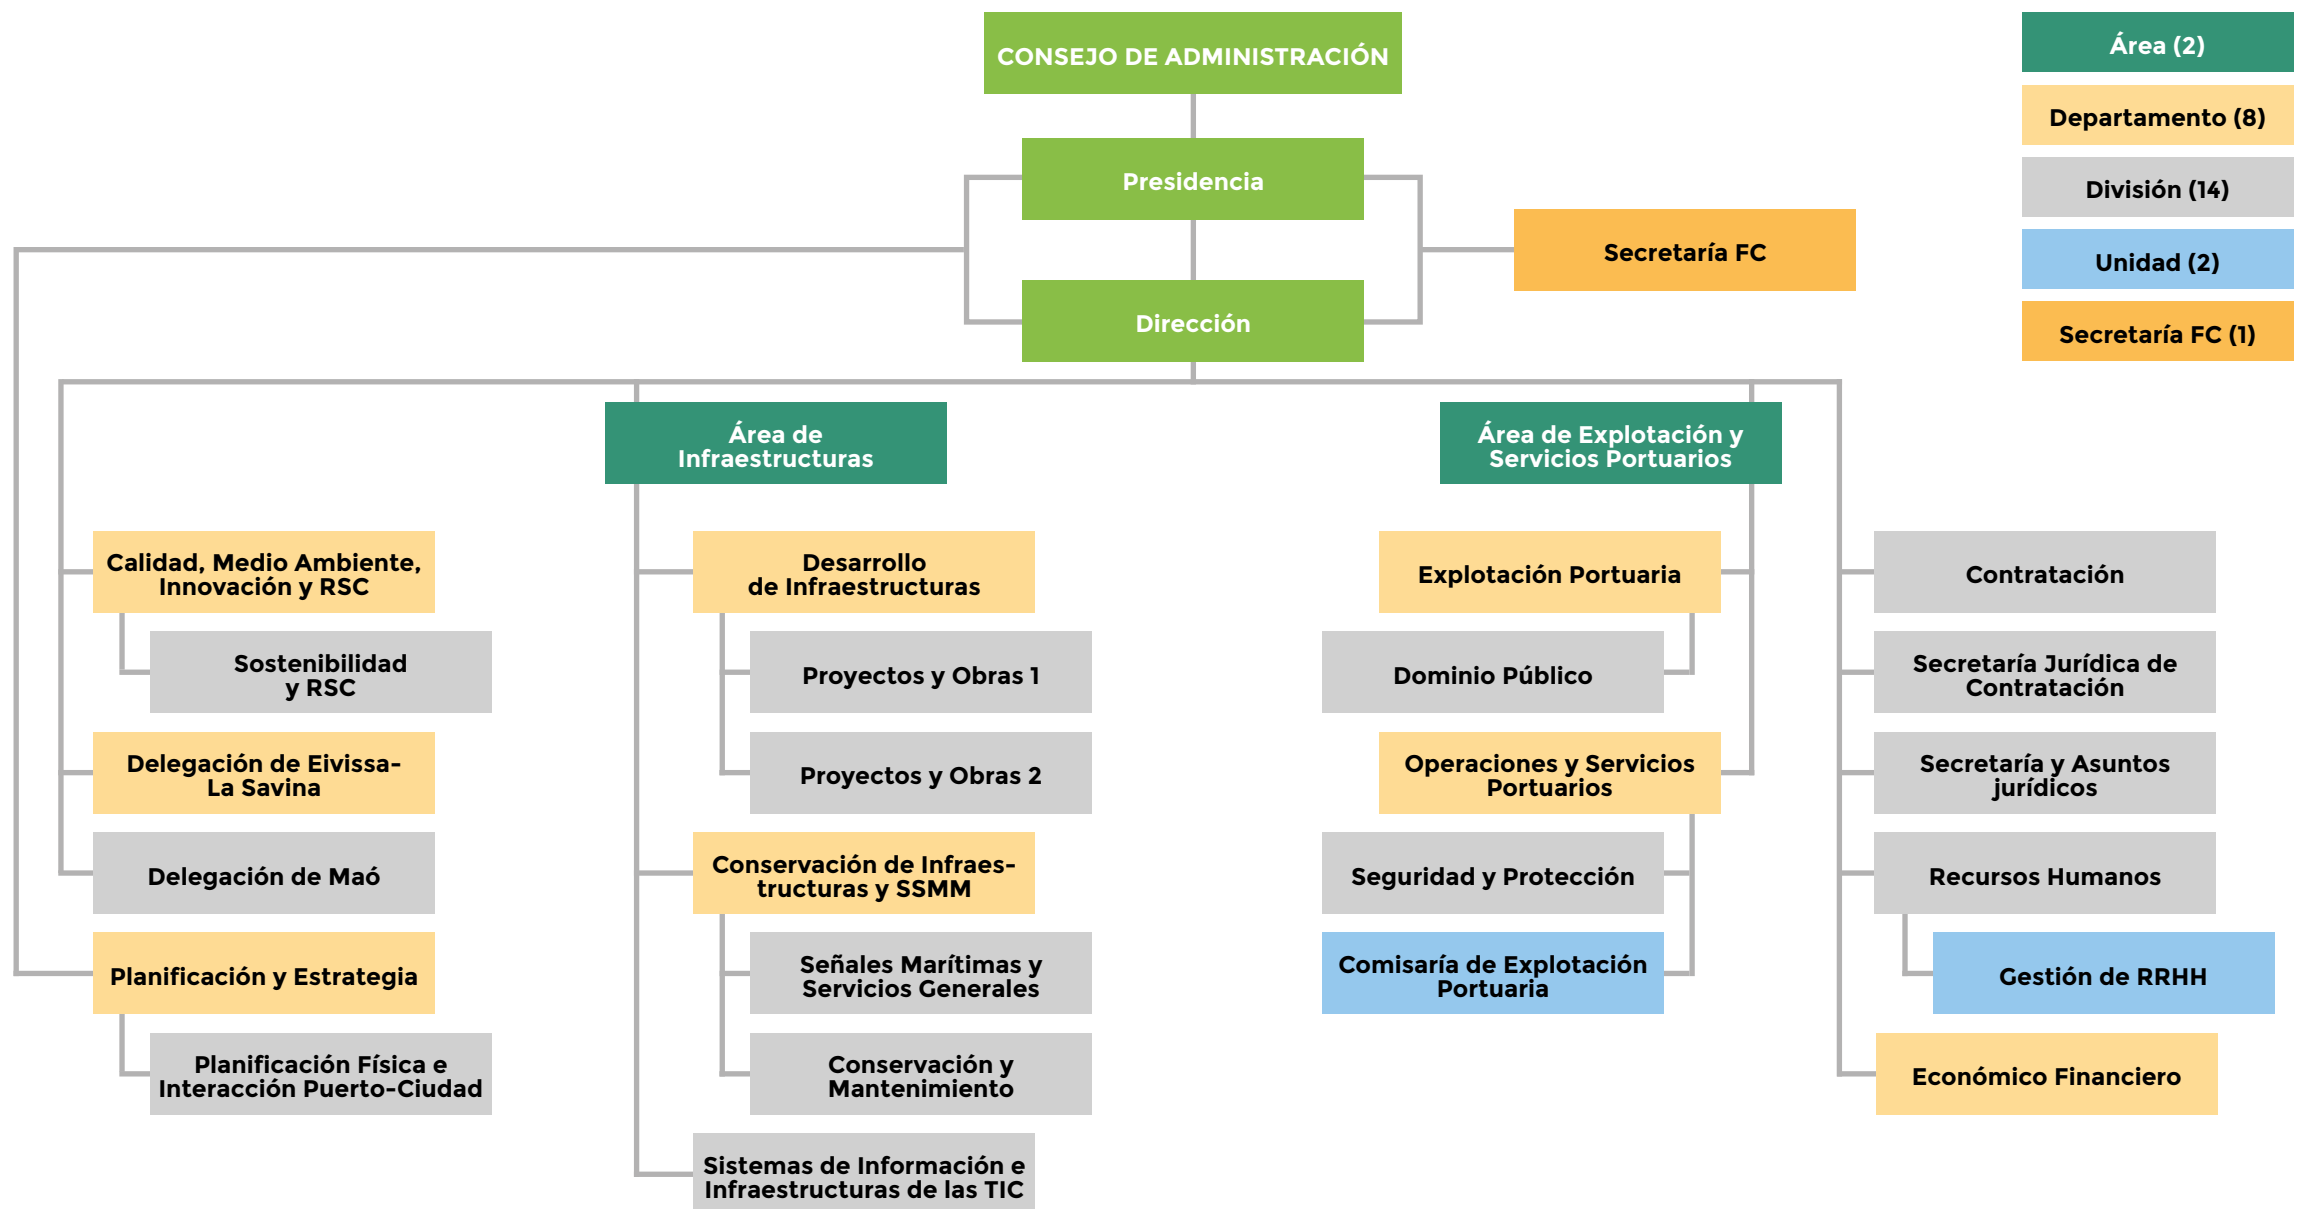 CONSEJO DE ADMINISTRACIÓN
Presidencia
Secretaría FC
Dirección
Área (2)
Departamento (8)
División (14)
Unidad (2)
Secretaría FC (1)
Área de
Infraestructuras
Área de Explotación y
Servicios Portuarios
Calidad, Medio Ambiente,
Innovación y RSC
Sostenibilidad
y RSC
Delegación de Eivissa-
La Savina
Delegación de Maó
Planificación y Estrategia
Planificación Física e
Interacción Puerto-Ciudad
Desarrollo
de Infraestructuras
Proyectos y Obras 1
Proyectos y Obras 2
Conservación de Infraes-
tructuras y SSMM
Señales Marítimas y
Servicios Generales
Conservación y
Mantenimiento
Sistemas de Información e
Infraestructuras de las TIC
Explotación Portuaria
Dominio Público
Operaciones y Servicios
Portuarios
Seguridad y Protección
Comisaría de Explotación
Portuaria
Contratación
Secretaría Jurídica de
Contratación
Secretaría y Asuntos
jurídicos
Recursos Humanos
Gestión de RRHH
Económico Financiero